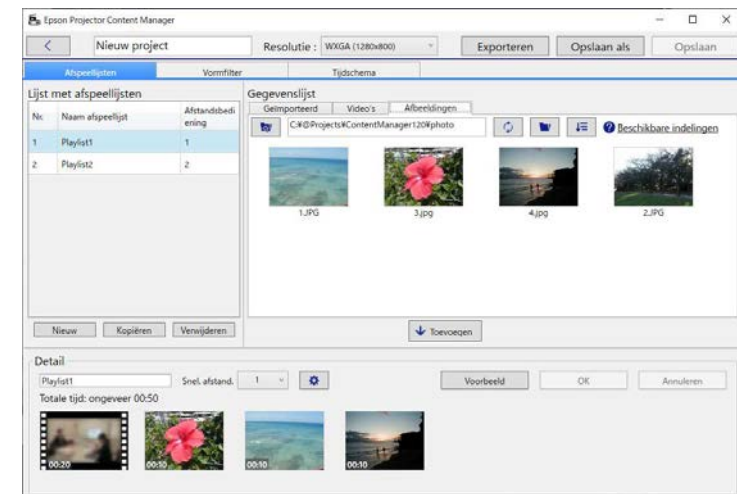 Epson Projector Content Manager
Nieuw project
Resolutie :
WXGA (1280x800)
Exporteren
Opslaan als
Opslaan
Afspeellijsten
Vormfilter
Tijdschema
Lijst met afspeellijsten
Nr.
Naam afspeellijst
Afstandsbedi
ening
1
Playlist1
1
2
Playlist2
2
Nieuw
Kopiëren
Verwijderen
Gegevenslijst
Geïmporteerd
Video's
Afbeeldingen
C:¥@Projects¥ContentManager120¥photo
Beschikbare indelingen
1.JPG
3.jpg
4.jpg
2.JPG
Toevoegen
Detail
Playlist1
Snel. afstand.
1
Voorbeeld
OK
Annuleren
Totale tijd: ongeveer 00:50
00:20
00:10
00:10
00:10